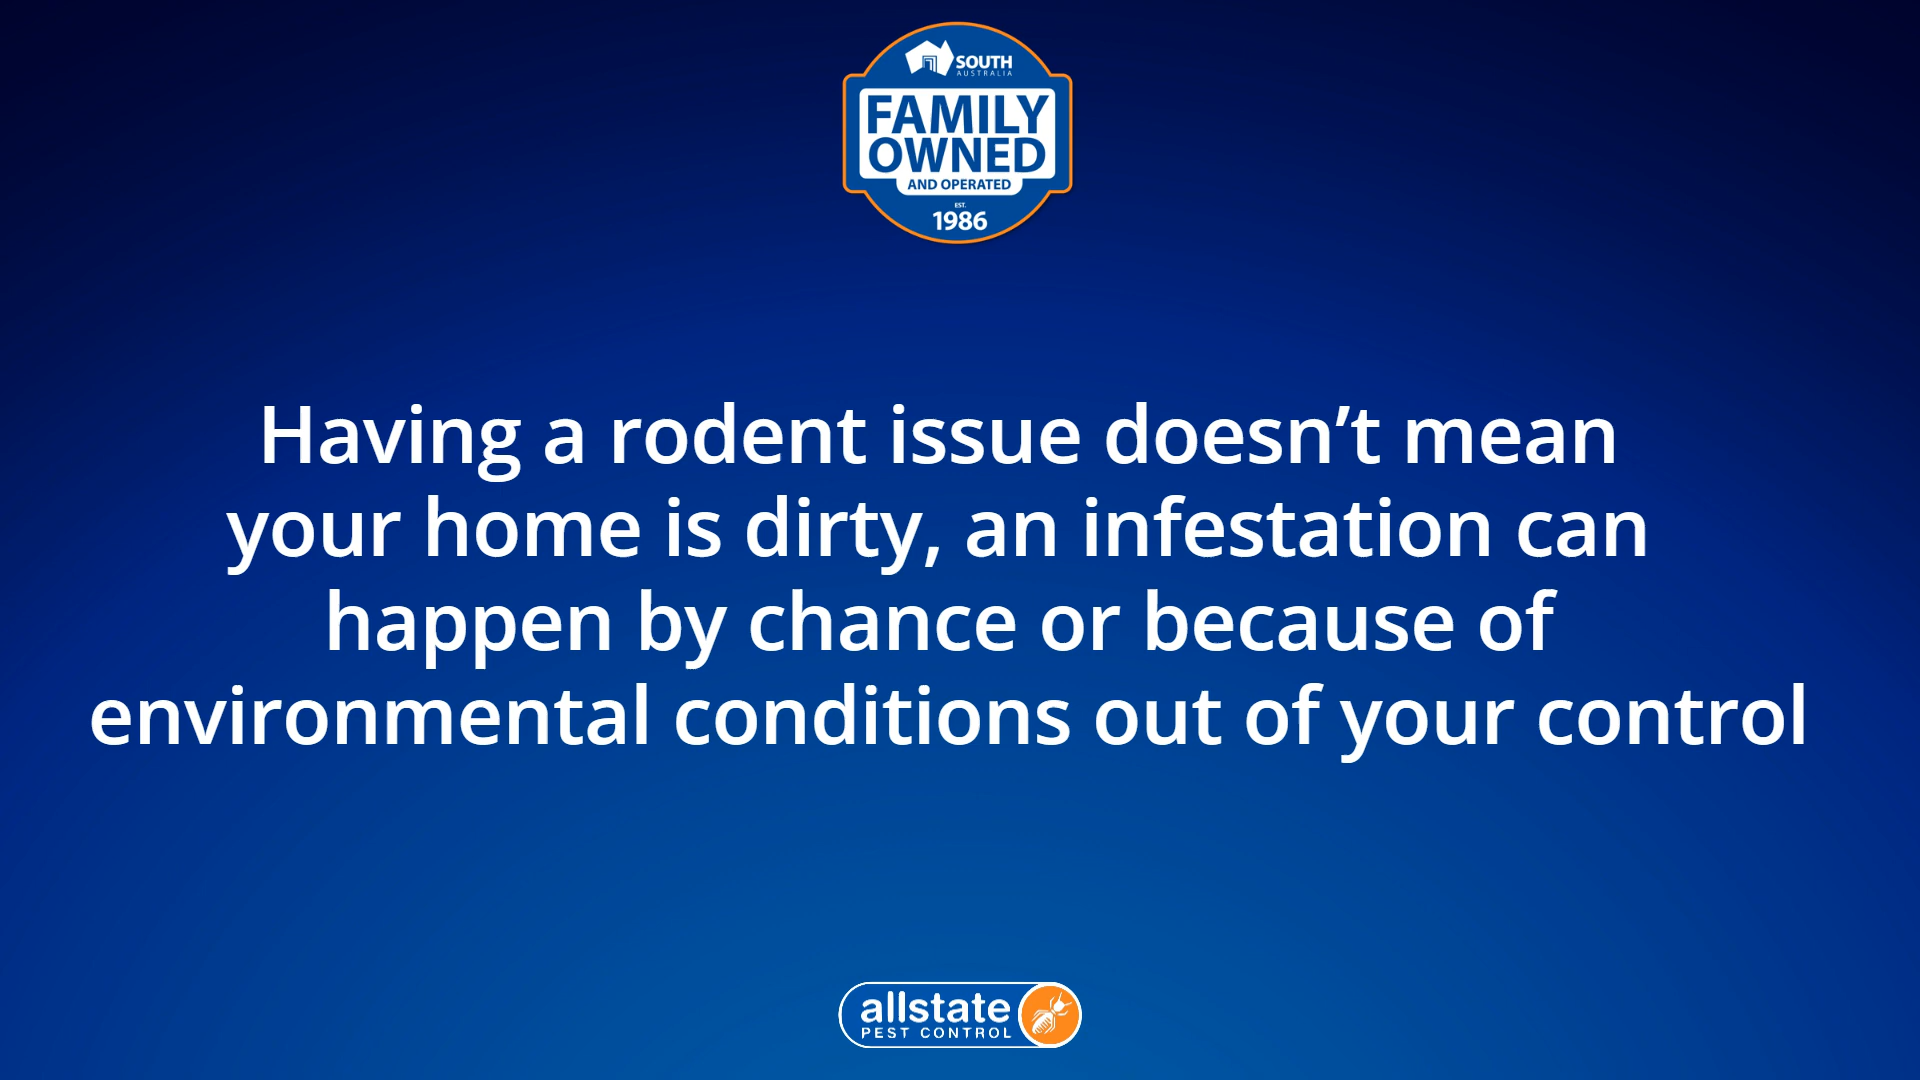 SOUTH
AUSTRALIA
FAMILY
OWNED
AND OPERATED
EST.
1986
Having a rodent issue doesn’t mean
your home is dirty, an infestation can
happen by chance or because of
environmental conditions out of your control
allstate
PEST CONTROL